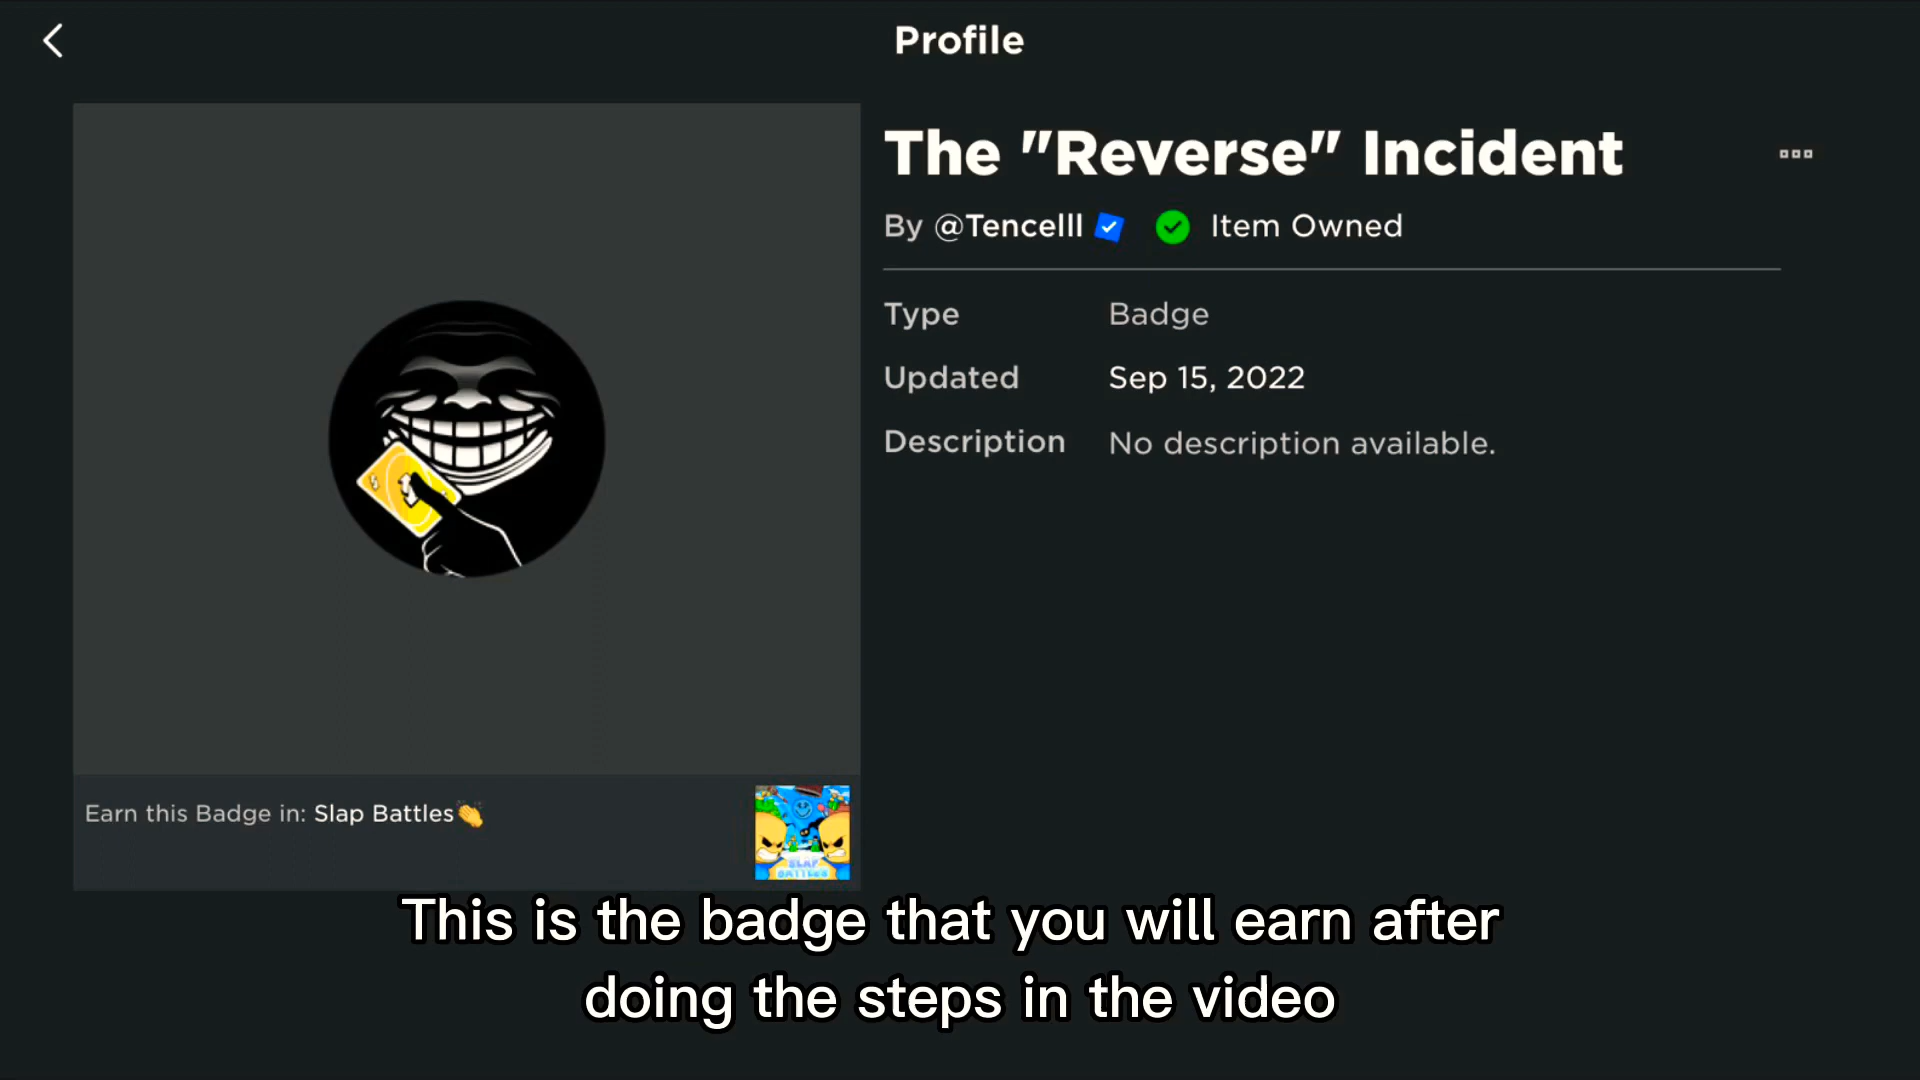 Profile
The "Reverse" Incident
By @Tencelll
Item Owned
Type Badge
Updated Sep 15, 2022
Description No description available.
Earn this Badge in: Slap Battles👏
SLAP
BATTLES
This is the badge that you will earn after
doing the steps in the video